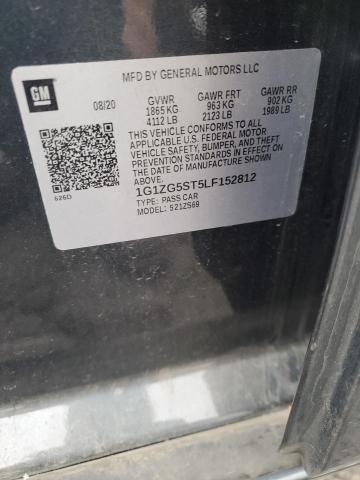 MFD BY GENERAL MOTORS LLC
GM
08/20 GVWR GAWR FRT GAWR RR
1865 KG 963 KG 902 KG
4112 LB 2123 LB 1989 LB
THIS VEHICLE CONFORMS TO ALL
APPLICABLE U.S. FEDERAL MOTOR
VEHICLE SAFETY, BUMPER, AND THEFT
PREVENTION STANDARDS IN EFFECT
ON THE DATE OF MANUFACTURE SHOWN
ABOVE.
1G1ZG5ST5LF152812
526D
TYPE: PASS CAR
MODEL: 521ZS69